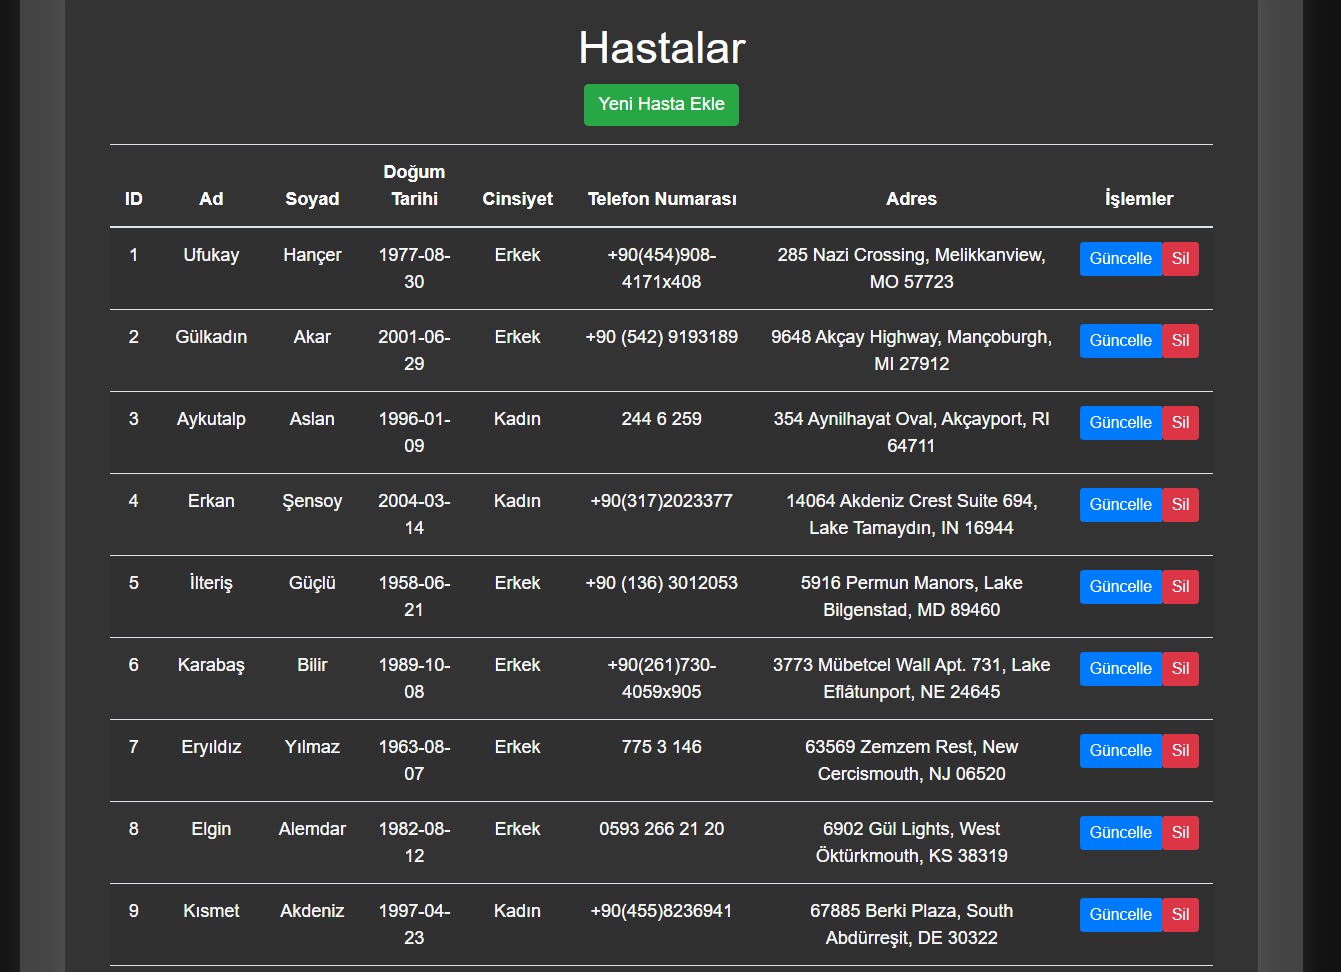 Hastalar
Yeni Hasta Ekle
ID Ad Soyad Doğum Tarihi Cinsiyet Telefon Numarası Adres İşlemler
1 Ufukay Hançer 1977-08-30 Erkek +90(454)908-4171x408 285 Nazi Crossing, Melikkanview, MO 57723 Güncelle Sil
2 Gülkadın Akar 2001-06-29 Erkek +90 (542) 9193189 9648 Akçay Highway, Mançoburgh, MI 27912 Güncelle Sil
3 Aykutalp Aslan 1996-01-09 Kadın 244 6 259 354 Aynilhayat Oval, Akçayport, RI 64711 Güncelle Sil
4 Erkan Şensoy 2004-03-14 Kadın +90(317)2023377 14064 Akdeniz Crest Suite 694, Lake Tamaydın, IN 16944 Güncelle Sil
5 İlteriş Güçlü 1958-06-21 Erkek +90 (136) 3012053 5916 Permun Manors, Lake Bilgenstad, MD 89460 Güncelle Sil
6 Karabaş Bilir 1989-10-08 Erkek +90(261)730-4059x905 3773 Mübetcel Wall Apt. 731, Lake Eflâtunport, NE 24645 Güncelle Sil
7 Eryıldız Yılmaz 1963-08-07 Erkek 775 3 146 63569 Zemzem Rest, New Cercismouth, NJ 06520 Güncelle Sil
8 Elgin Alemdar 1982-08-12 Erkek 0593 266 21 20 6902 Gül Lights, West Öktürkmouth, KS 38319 Güncelle Sil
9 Kısmet Akdeniz 1997-04-23 Kadın +90(455)8236941 67885 Berki Plaza, South Abdürreşit, DE 30322 Güncelle Sil